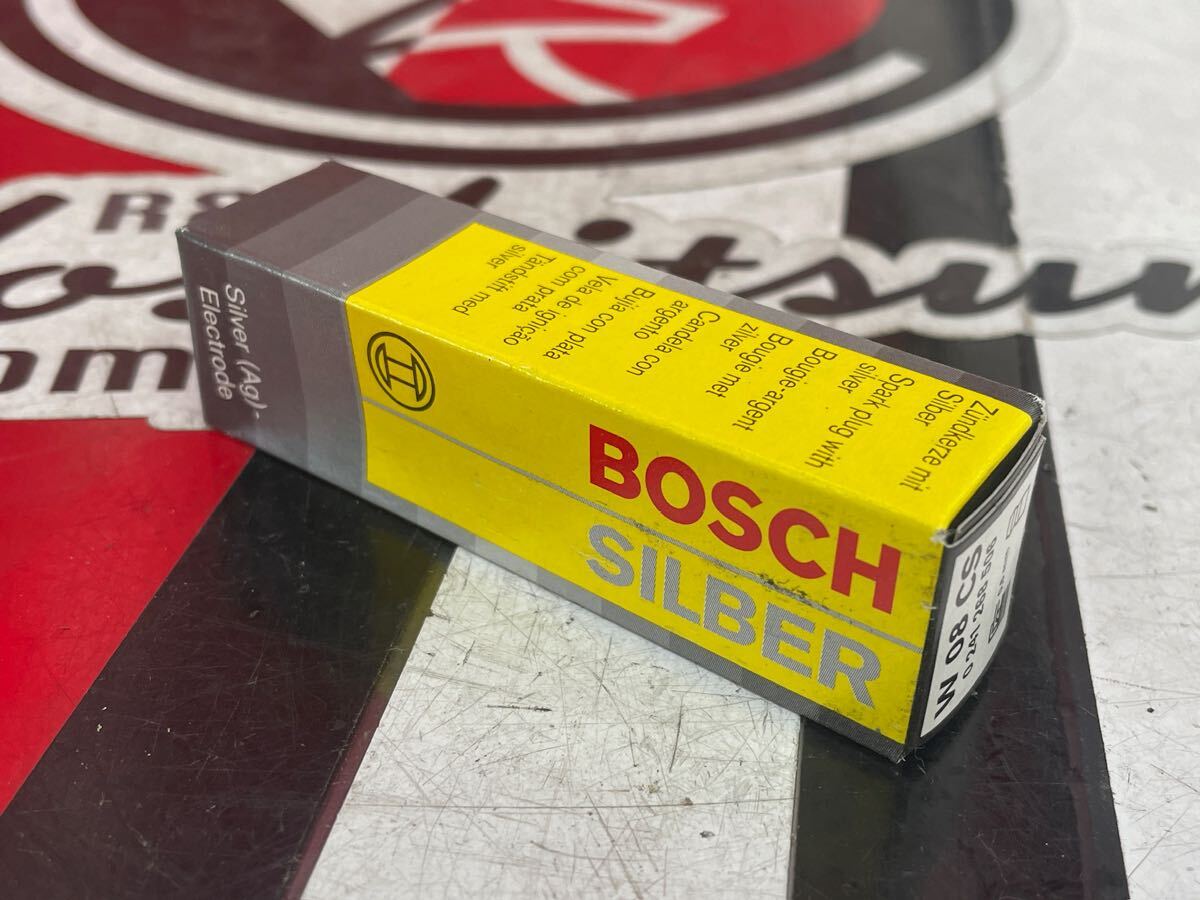 Silver (Ag)-
Electrode
Zündkerze mit
Silber
Spark plug with
silver
Bougie argent
Bougie met
zilver
Candela con
argento
Bujía con plata
Vela de ignição
com prata
Tändstift med
silver
BOSCH
SILBER
W 08 CS